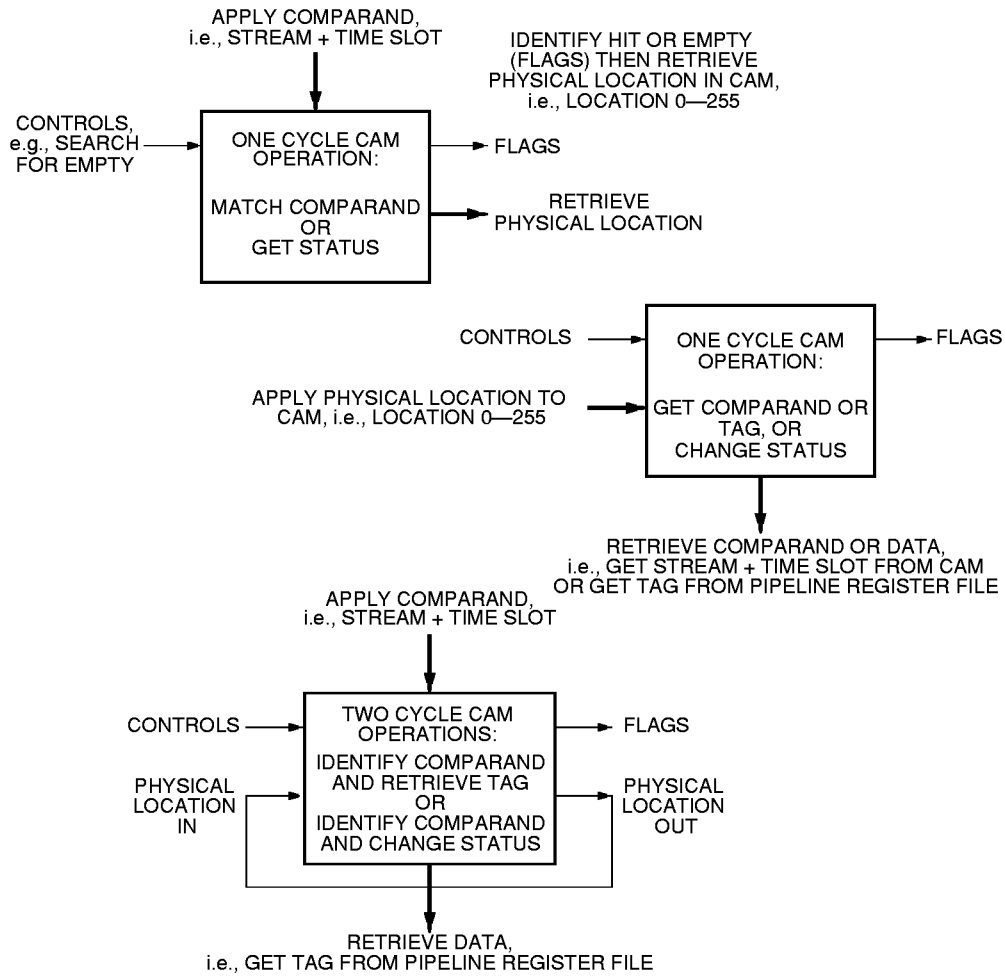 APPLY COMPARAND,
i.e., STREAM + TIME SLOT
IDENTIFY HIT OR EMPTY
(FLAGS) THEN RETRIEVE
PHYSICAL LOCATION IN CAM,
i.e., LOCATION 0—255
CONTROLS,
e.g., SEARCH
FOR EMPTY
ONE CYCLE CAM
OPERATION:
MATCH COMPARAND
OR
GET STATUS
FLAGS
RETRIEVE
PHYSICAL LOCATION
CONTROLS
APPLY PHYSICAL LOCATION TO
CAM, i.e., LOCATION 0—255
ONE CYCLE CAM
OPERATION:
GET COMPARAND OR
TAG, OR
CHANGE STATUS
FLAGS
RETRIEVE COMPARAND OR DATA,
i.e., GET STREAM + TIME SLOT FROM CAM
OR GET TAG FROM PIPELINE REGISTER FILE
APPLY COMPARAND,
i.e., STREAM + TIME SLOT
CONTROLS
PHYSICAL
LOCATION
IN
TWO CYCLE CAM
OPERATIONS:
IDENTIFY COMPARAND
AND RETRIEVE TAG
OR
IDENTIFY COMPARAND
AND CHANGE STATUS
FLAGS
PHYSICAL
LOCATION
OUT
RETRIEVE DATA,
i.e., GET TAG FROM PIPELINE REGISTER FILE